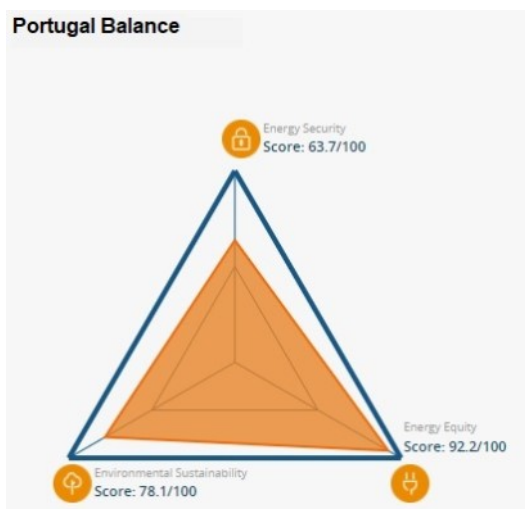 Portugal Balance
Energy Security
Score: 63.7/100
Energy Equity
Score: 92.2/100
Environmental Sustainability
Score: 78.1/100